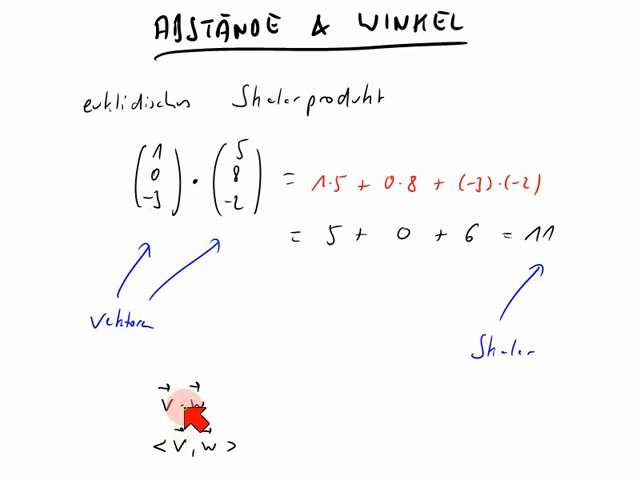 ABSTÄNDE & WINKEL
euklidisches Skalarprodukt
(1 0 -3) · (5 8 -2) = 1·5 + 0·8 + (-3)·(-2)
= 5 + 0 + 6 = 11
Vektoren
Skalar
v⃗ · w⃗
<v⃗, w⃗>